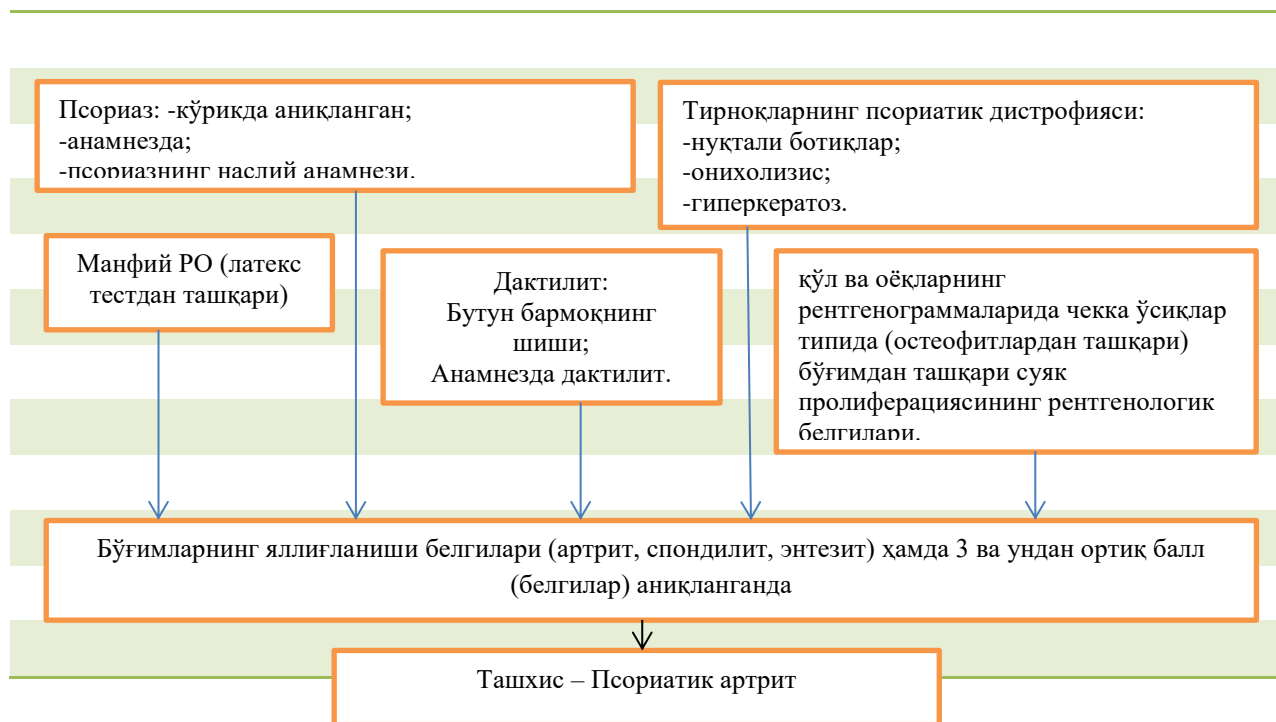 Псориаз: -кўрикда аниқланган;
-анамнезда;
-псориазнинг наслий анамнези.
Тирноқларнинг псориатик дистрофияси:
-нуқтали ботиқлар;
-онихолизис;
-гиперкератоз.
Манфий РО (латекс
тестдан ташқари)
Дактилит:
Бутун бармоқнинг
шиши;
Анамнезда дактилит.
қўл ва оёқларнинг
рентгенограммаларида чекка ўсиқлар
типида (остеофитлардан ташқари)
бўғимдан ташқари суяк
пролиферациясининг рентгенологик
белгилари.
Бўғимларнинг яллиғланиши белгилари (артрит, спондилит, энтезит) ҳамда 3 ва ундан ортиқ балл
(белгилар) аниқланганда
Ташхис – Псориатик артрит